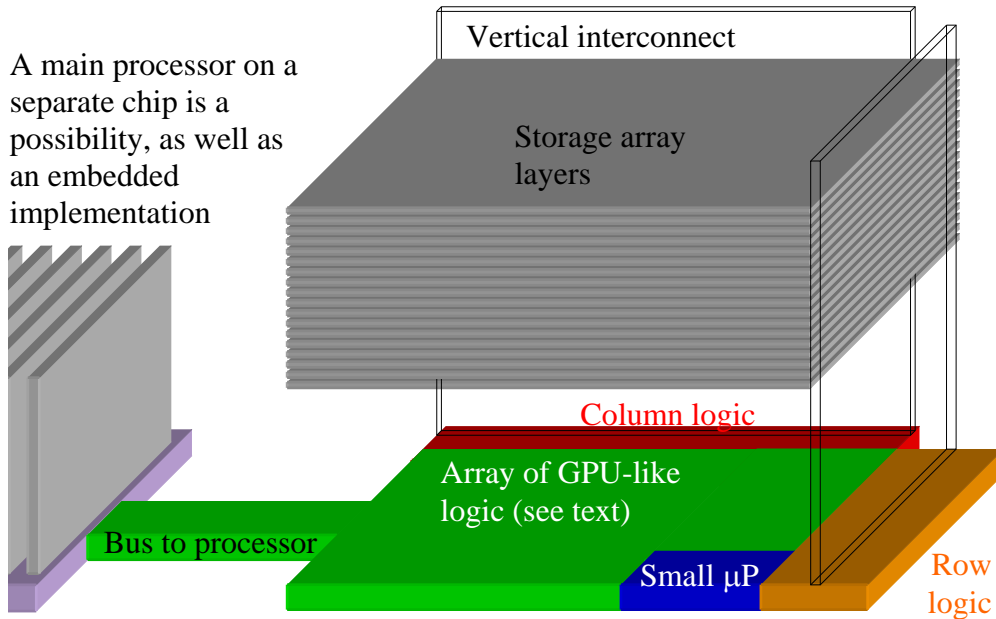 A main processor on a
separate chip is a
possibility, as well as
an embedded
implementation
Vertical interconnect
Storage array
layers
Column logic
Array of GPU-like
logic (see text)
Bus to processor
Small μP
Row
logic